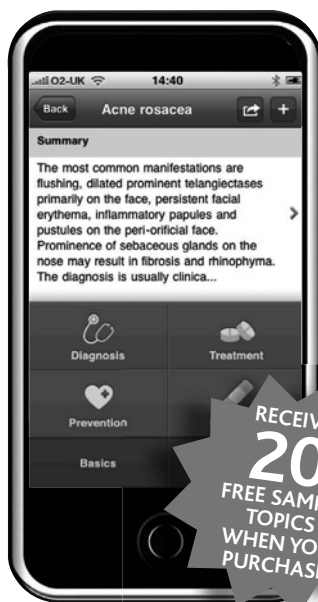 O2-UK 14:40
Back Acne rosacea +
Summary
The most common manifestations are
flushing, dilated prominent telangiectases
primarily on the face, persistent facial
erythema, inflammatory papules and
pustules on the peri-orificial face.
Prominence of sebaceous glands on the
nose may result in fibrosis and rhinophyma.
The diagnosis is usually clinica...
Diagnosis Treatment
Prevention
Basics
RECEIV
20
FREE SAM
TOPICS
WHEN YO
PURCHAS